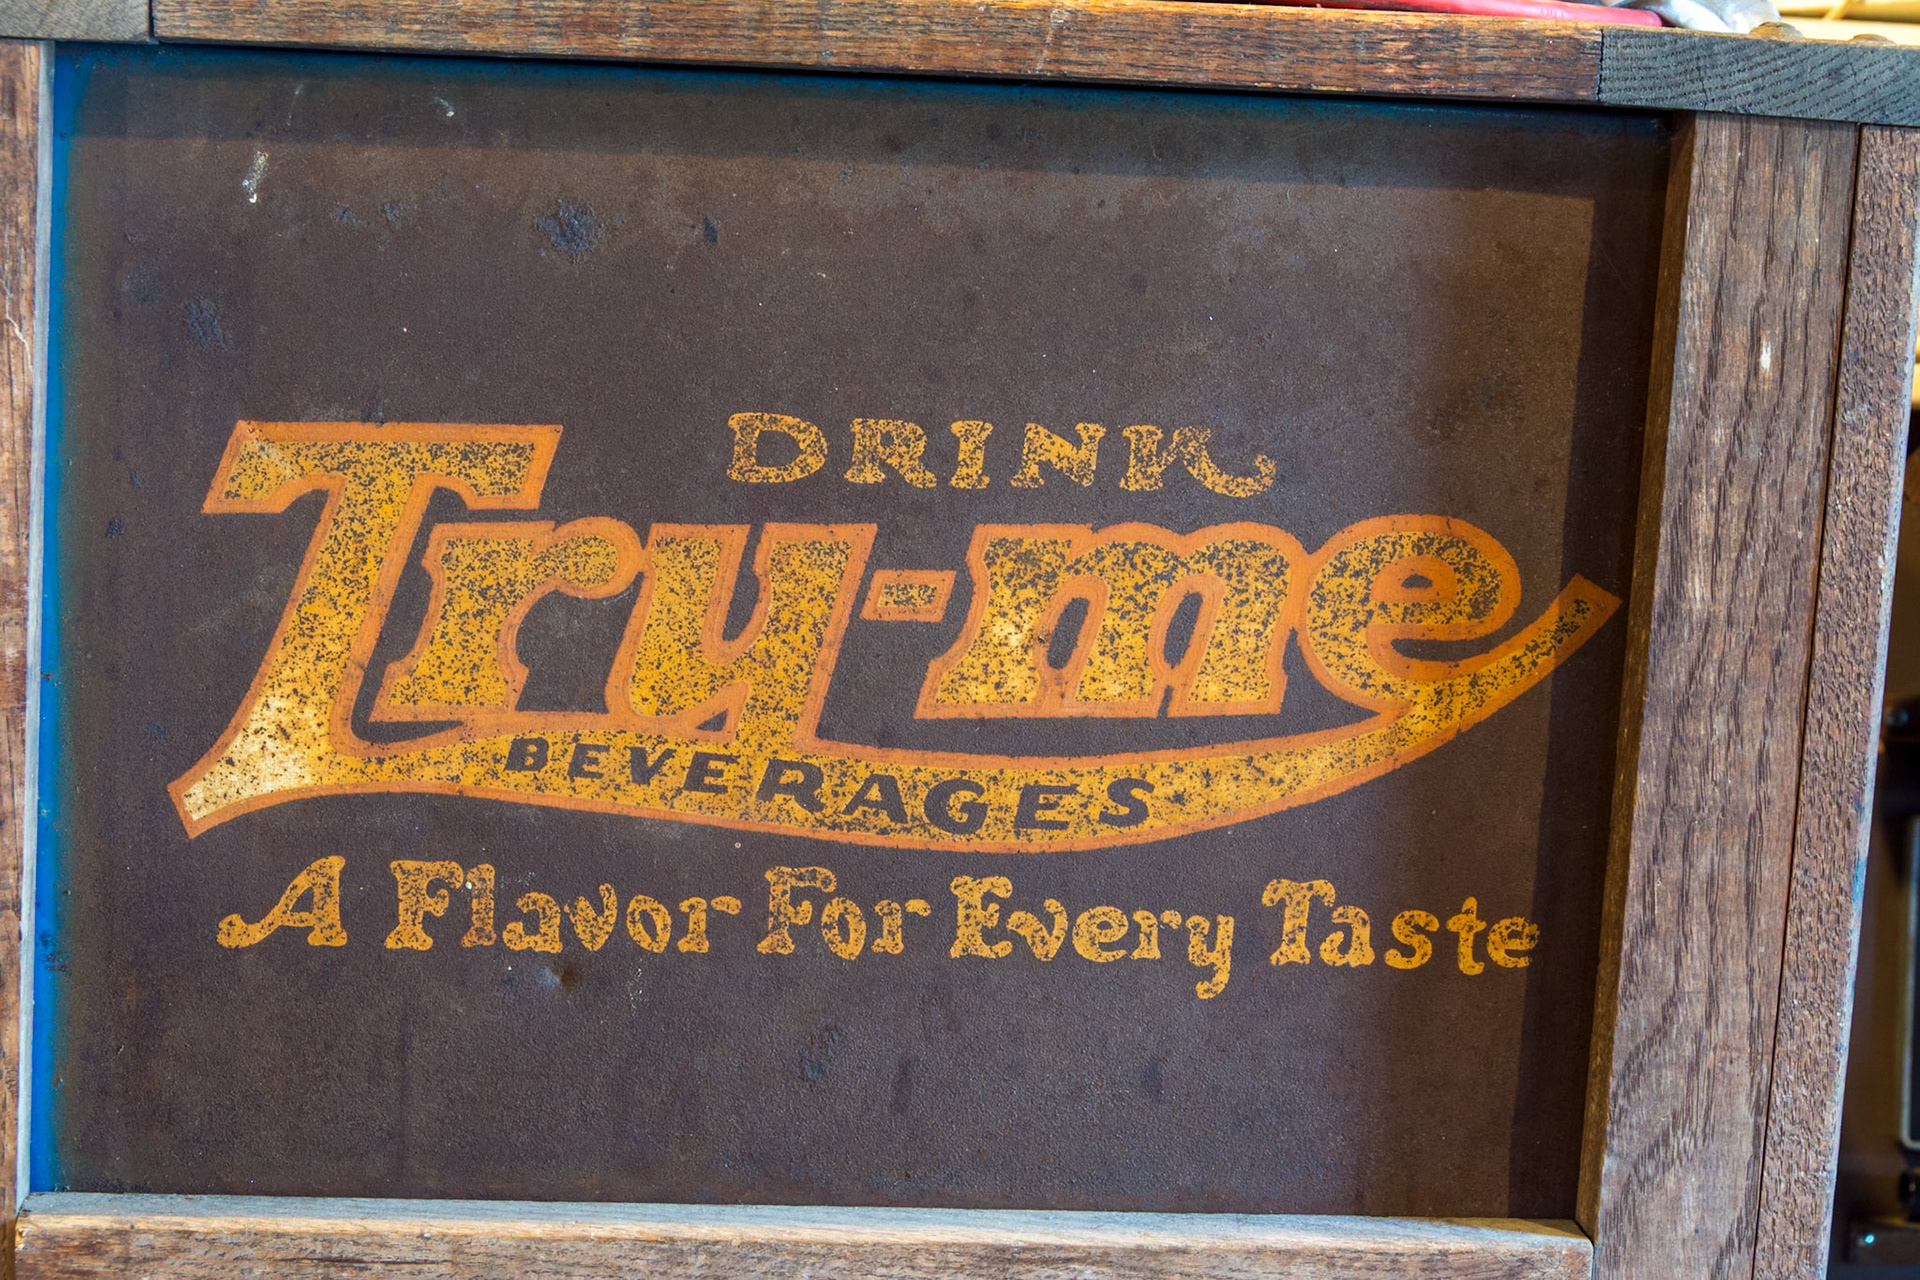 DRINK
Try-me
BEVERAGES
A Flavor For Every Taste